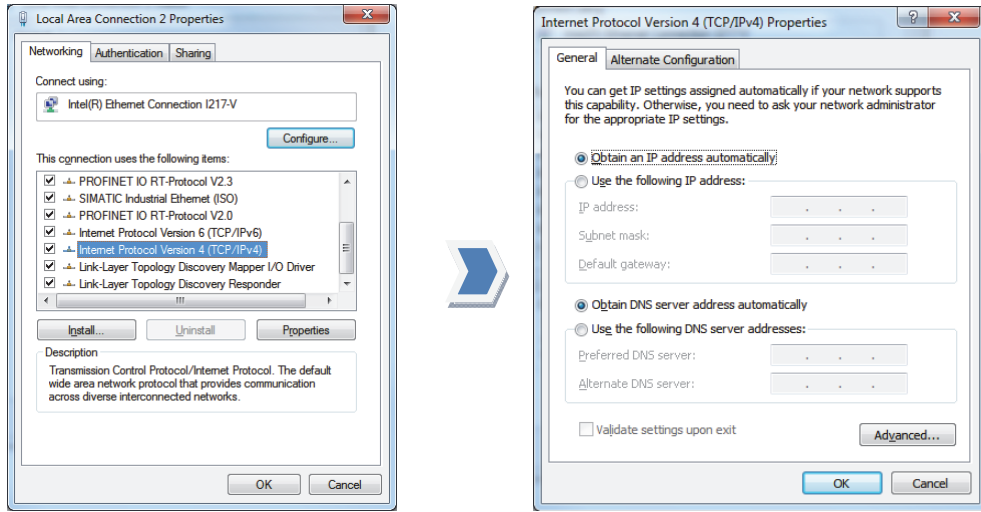 Local Area Connection 2 Properties
Networking Authentication Sharing
Connect using:
Intel(R) Ethernet Connection I217-V
Configure...
This connection uses the following items:
PROFINET IO RT-Protocol V2.3
SIMATIC Industrial Ethernet (ISO)
PROFINET IO RT-Protocol V2.0
Internet Protocol Version 6 (TCP/IPv6)
Internet Protocol Version 4 (TCP/IPv4)
Link-Layer Topology Discovery Mapper I/O Driver
Link-Layer Topology Discovery Responder
Install... Uninstall Properties
Description
Transmission Control Protocol/Internet Protocol. The default
wide area network protocol that provides communication
across diverse interconnected networks.
OK Cancel
Internet Protocol Version 4 (TCP/IPv4) Properties
General Alternate Configuration
You can get IP settings assigned automatically if your network supports
this capability. Otherwise, you need to ask your network administrator
for the appropriate IP settings.
Obtain an IP address automatically
Use the following IP address:
IP address:
Subnet mask:
Default gateway:
Obtain DNS server address automatically
Use the following DNS server addresses:
Preferred DNS server:
Alternate DNS server:
Validate settings upon exit
Advanced...
OK Cancel